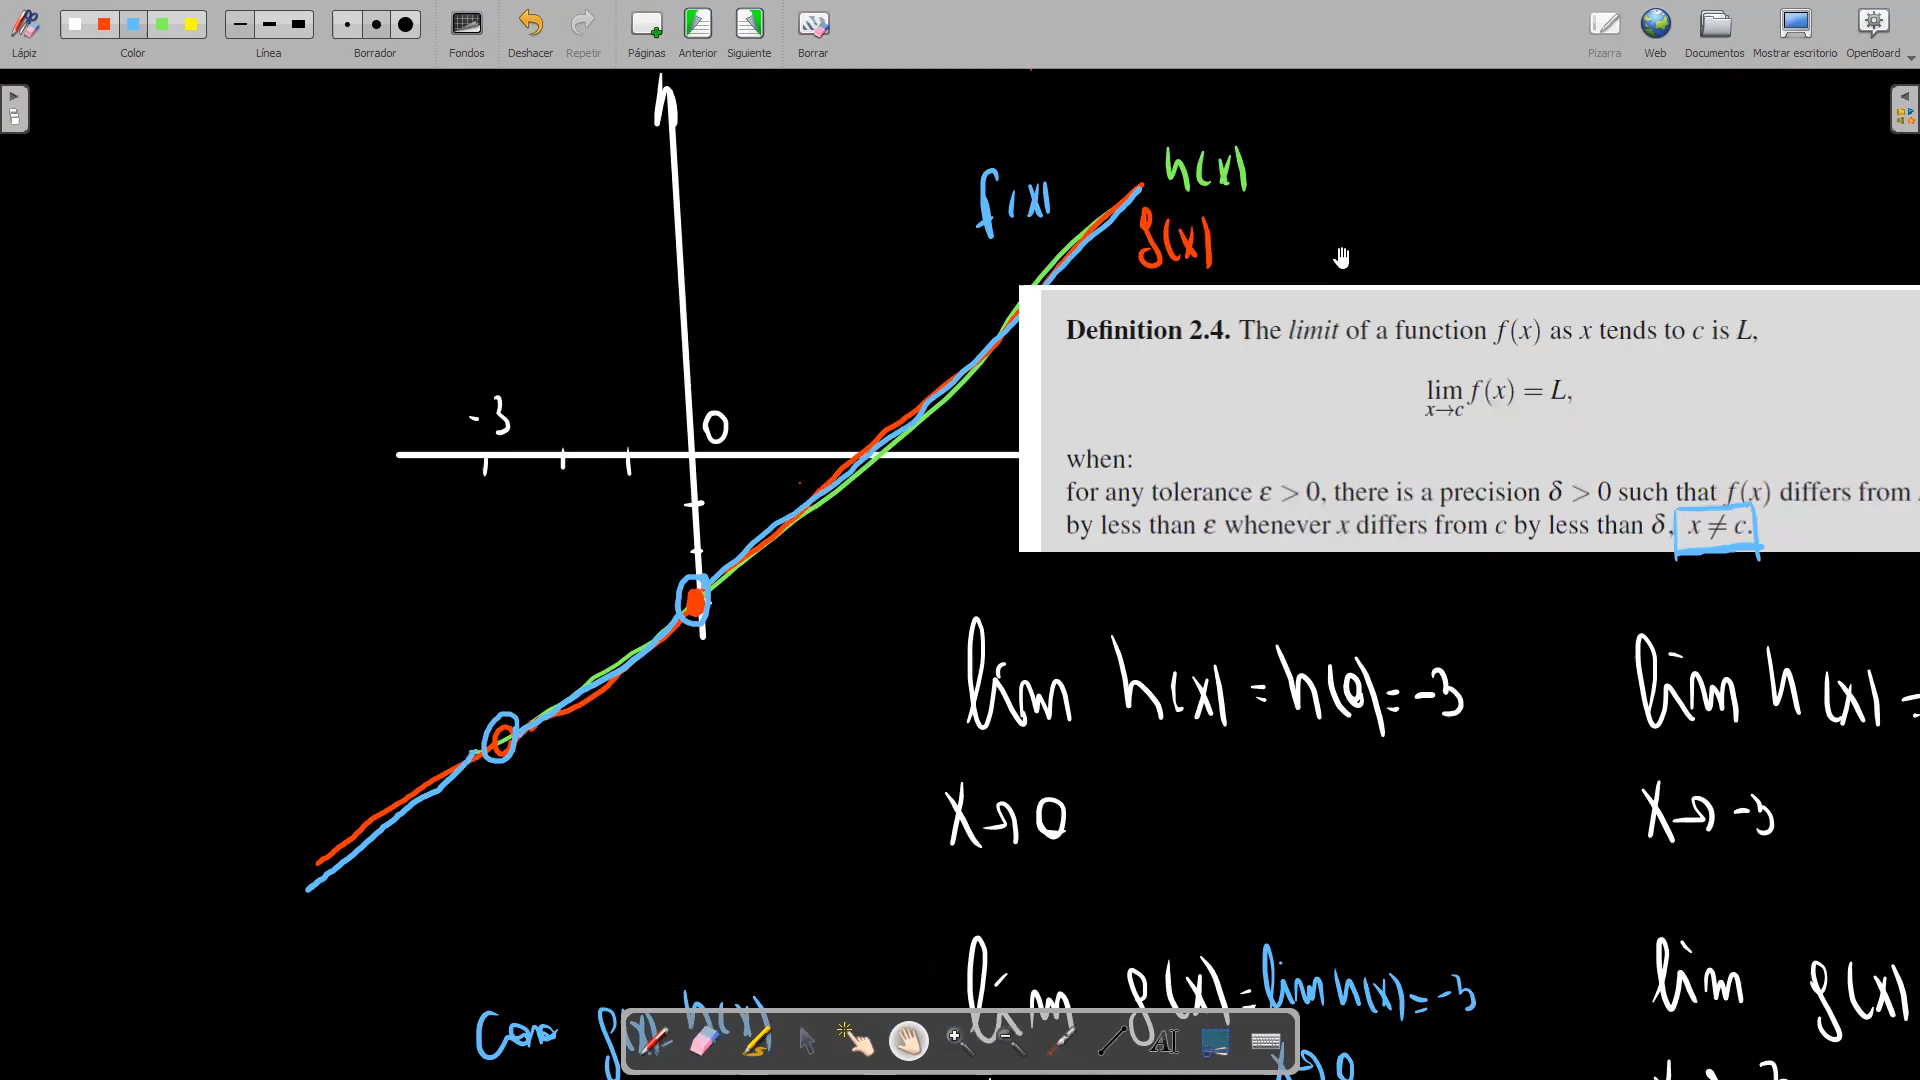 Lápiz Color Línea Borrador Fondos Deshacer Repetir Páginas Anterior Siguiente Borrar Pizarra Web Documentos Mostrar escritorio OpenBoard
f(x) h(x)
g(x)
-3 0
Definition 2.4. The limit of a function f(x) as x tends to c is L,
lim f(x) = L,
x→c
when:
for any tolerance ε > 0, there is a precision δ > 0 such that f(x) differs from
by less than ε whenever x differs from c by less than δ, x ≠ c.
lim h(x) = h(0) = -3 lim h(x) =
x→0 x→-3
lim g(x) = lim h(x) = -3 lim g(x)
x→0
h(x)
AI